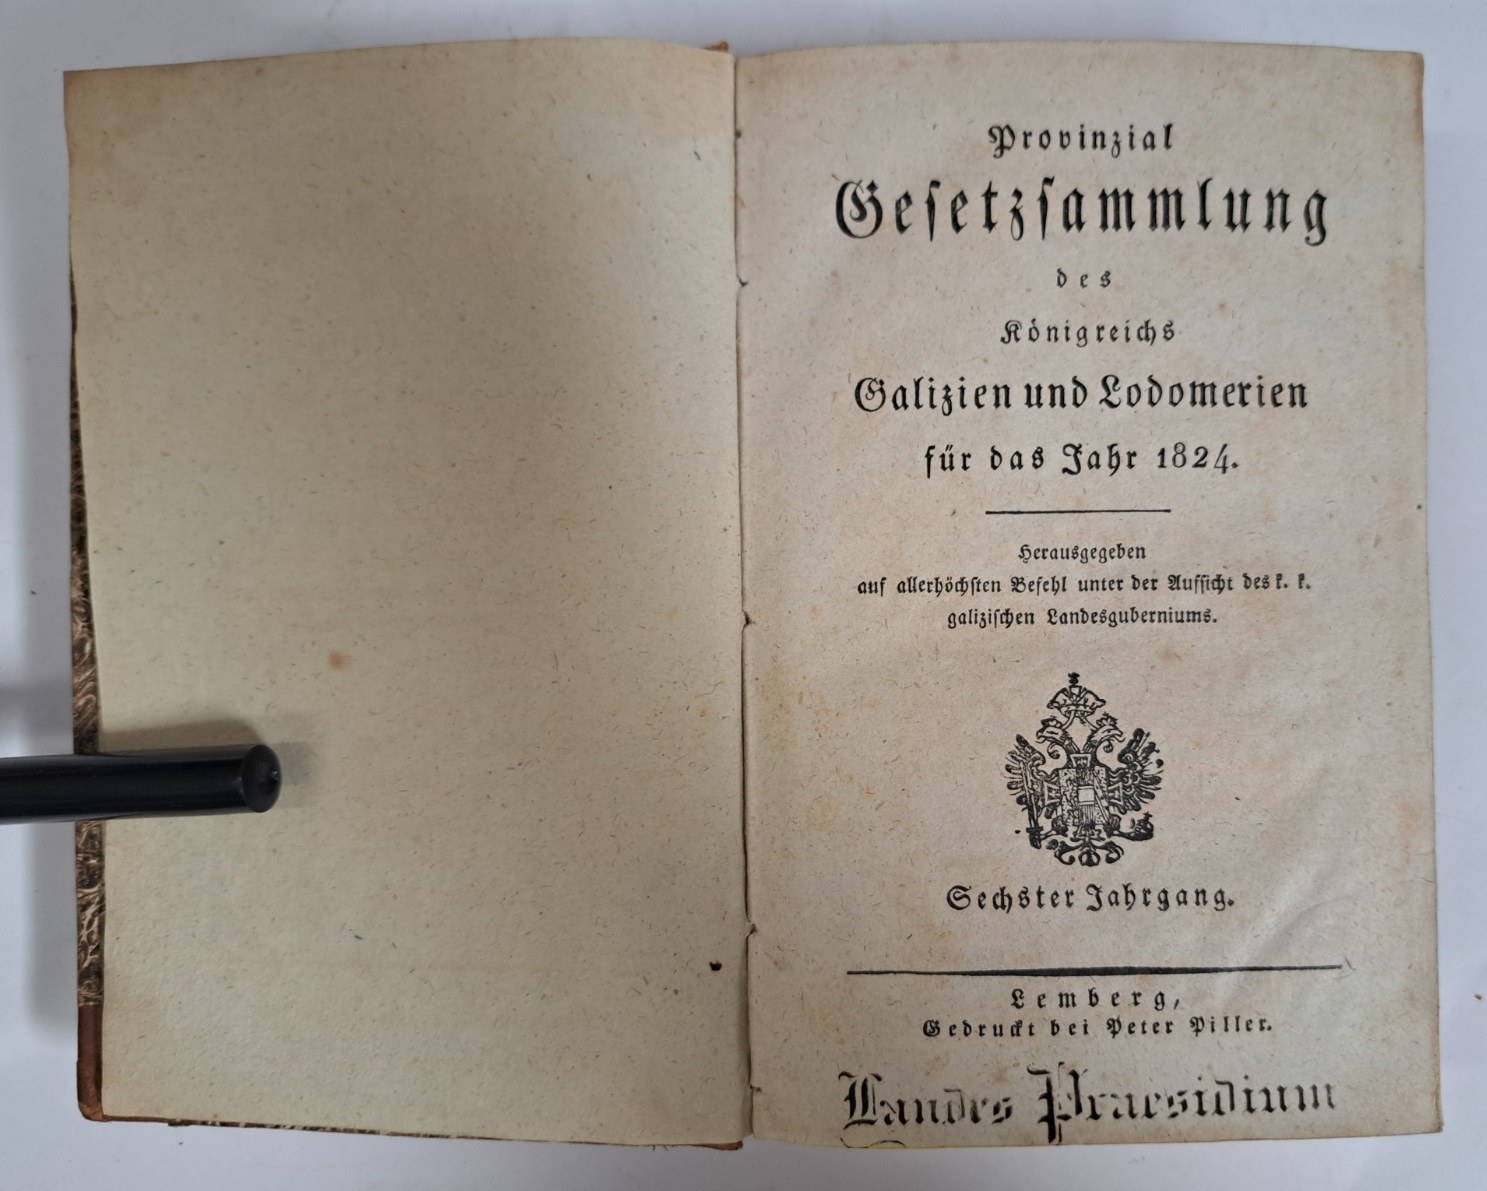 Provinzial
Geſetzſammlung
des
Königreichs
Galizien und Lodomerien
für das Jahr 1824.
Herausgegeben
auf allerhöchſten Befehl unter der Aufſicht des k. k.
galiziſchen Landesguberniums.
Sechster Jahrgang.
Lemberg,
Gedruckt bei Peter Piller.
Landes Præsidium